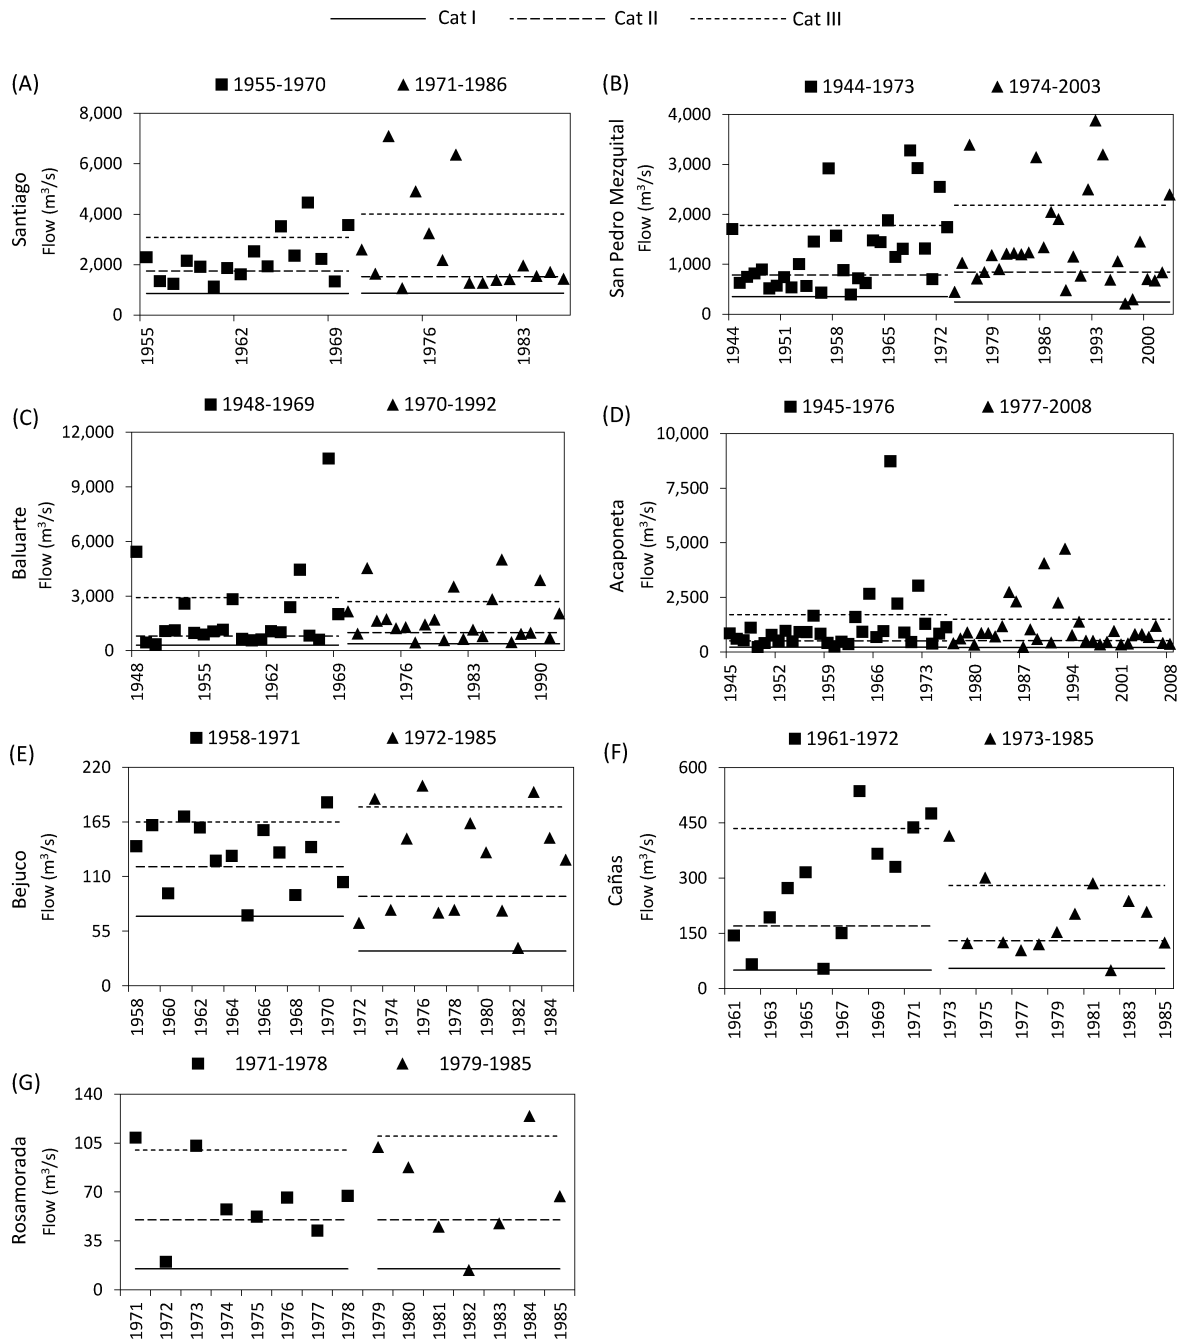 Cat I Cat II Cat III
(A) 1955-1970 1971-1986
Santiago
Flow (m³/s)
8,000
6,000
4,000
2,000
0
1955 1962 1969 1976 1983
(B) 1944-1973 1974-2003
San Pedro Mezquital
Flow (m³/s)
4,000
3,000
2,000
1,000
0
1944 1951 1958 1965 1972 1979 1986 1993 2000
(C) 1948-1969 1970-1992
Baluarte
Flow (m³/s)
12,000
9,000
6,000
3,000
0
1948 1955 1962 1969 1976 1983 1990
(D) 1945-1976 1977-2008
Acaponeta
Flow (m³/s)
10,000
7,500
5,000
2,500
0
1945 1952 1959 1966 1973 1980 1987 1994 2001 2008
(E) 1958-1971 1972-1985
Bejuco
Flow (m³/s)
220
165
110
55
0
1958 1960 1962 1964 1966 1968 1970 1972 1974 1976 1978 1980 1982 1984
(F) 1961-1972 1973-1985
Cañas
Flow (m³/s)
600
450
300
150
0
1961 1963 1965 1967 1969 1971 1973 1975 1977 1979 1981 1983 1985
(G) 1971-1978 1979-1985
Rosamorada
Flow (m³/s)
140
105
70
35
0
1971 1972 1973 1974 1975 1976 1977 1978 1979 1980 1981 1982 1983 1984 1985